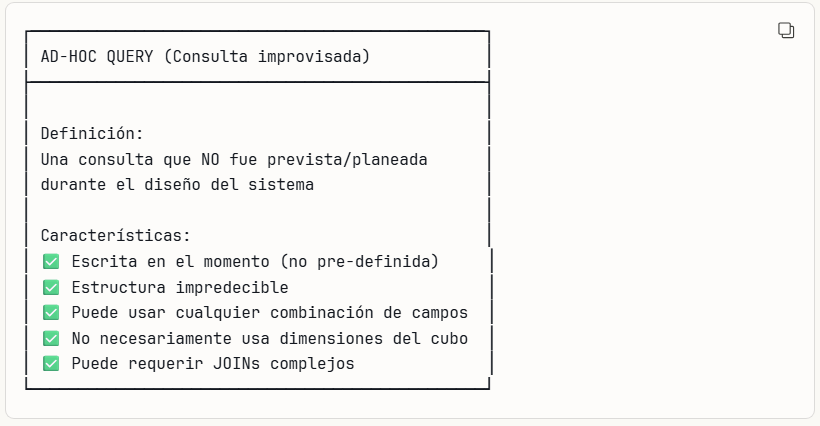 AD-HOC QUERY (Consulta improvisada)
Definición:
Una consulta que NO fue prevista/planeada
durante el diseño del sistema
Características:
✅ Escrita en el momento (no pre-definida)
✅ Estructura impredecible
✅ Puede usar cualquier combinación de campos
✅ No necesariamente usa dimensiones del cubo
✅ Puede requerir JOINs complejos